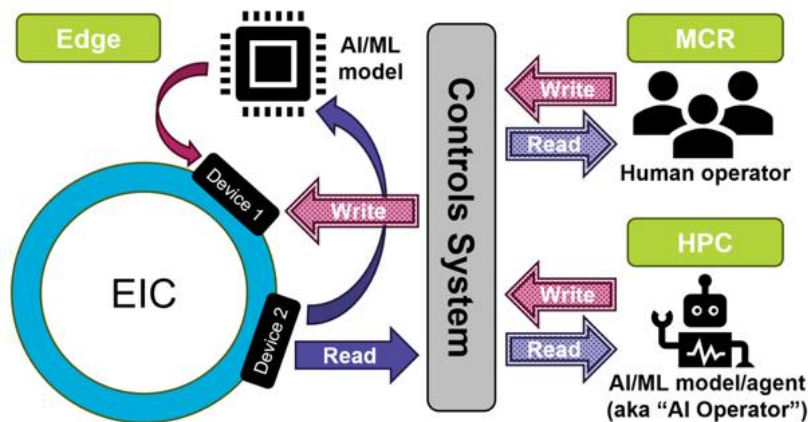 Edge
AI/ML
model
MCR
Write
Read
Human operator
Controls System
Device 1
Write
EIC
Device 2
Read
HPC
Write
Read
AI/ML model/agent
(aka “AI Operator”)